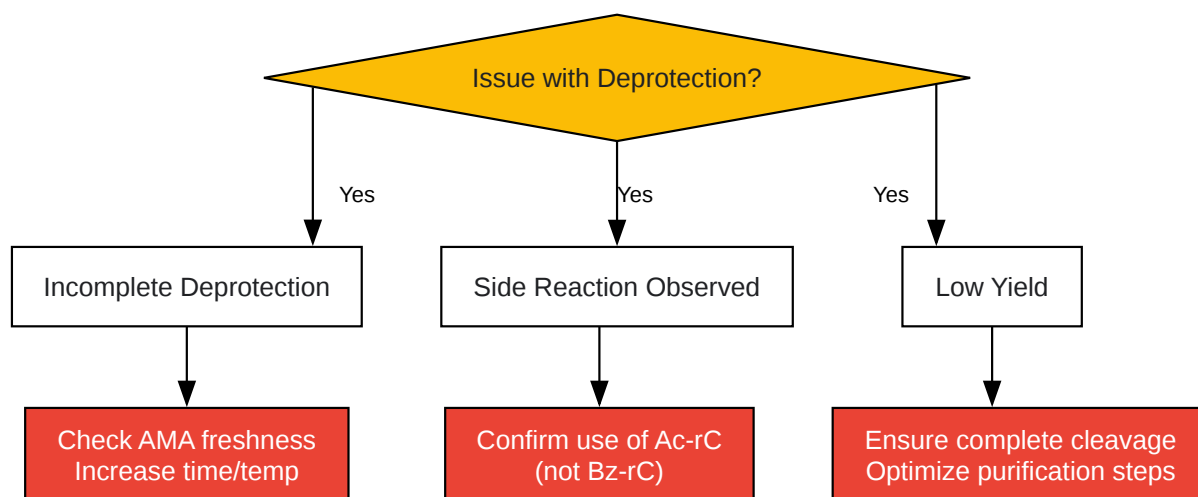 Issue with Deprotection?
Yes
Yes
Yes
Incomplete Deprotection
Side Reaction Observed
Low Yield
Check AMA freshness
Increase time/temp
Confirm use of Ac-rC
(not Bz-rC)
Ensure complete cleavage
Optimize purification steps